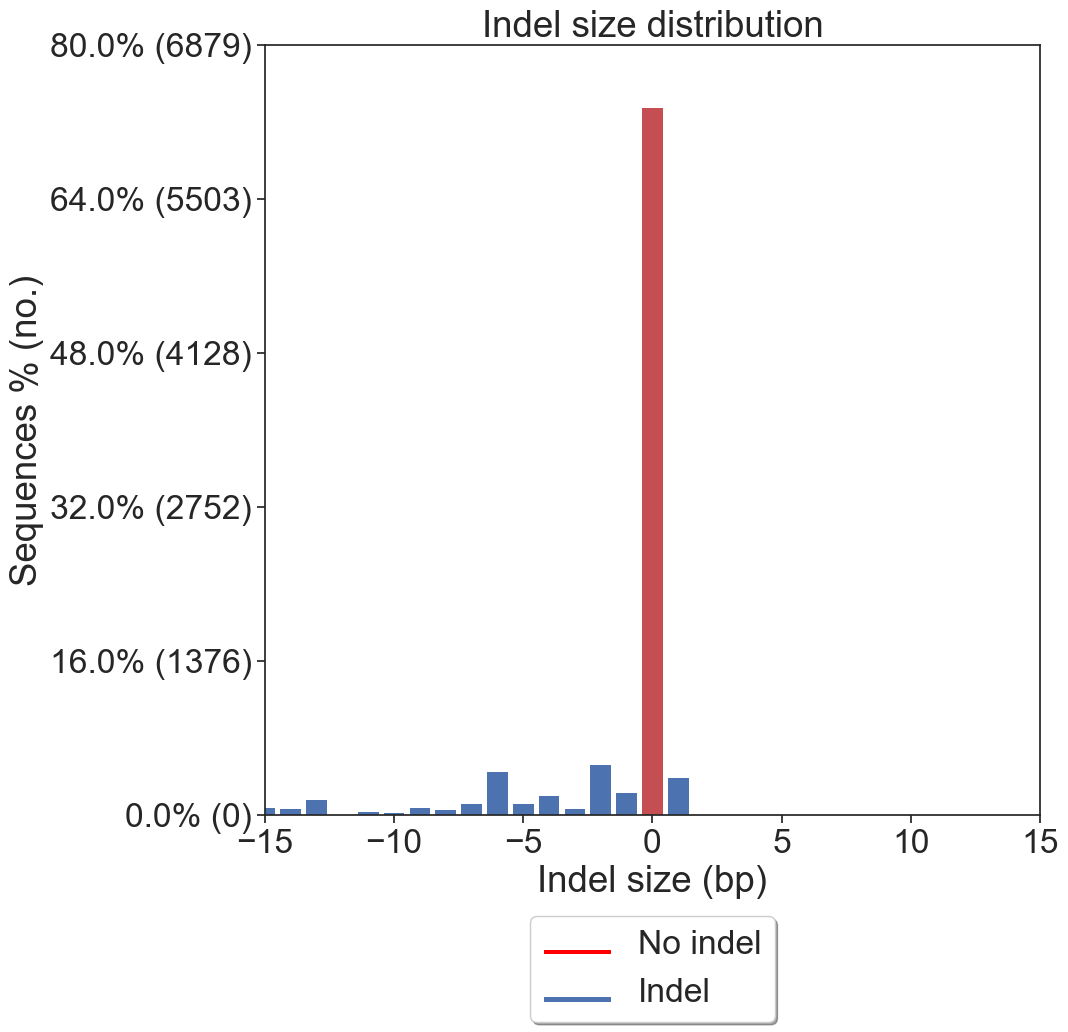 Indel size distribution
80.0% (6879)
64.0% (5503)
48.0% (4128)
32.0% (2752)
16.0% (1376)
0.0% (0)
Sequences % (no.)
−15 −10 −5 0 5 10 15
Indel size (bp)
No indel
Indel